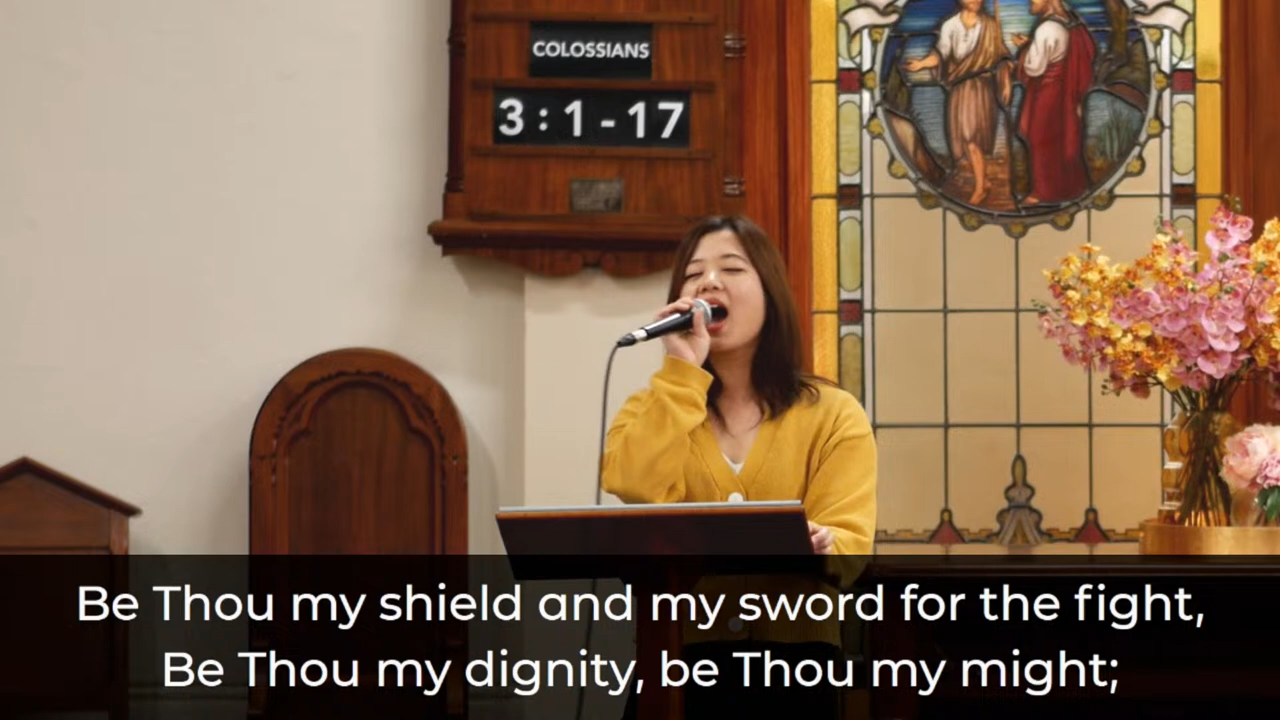 COLOSSIANS
3:1-17
Be Thou my shield and my sword for the fight,
Be Thou my dignity, be Thou my might;